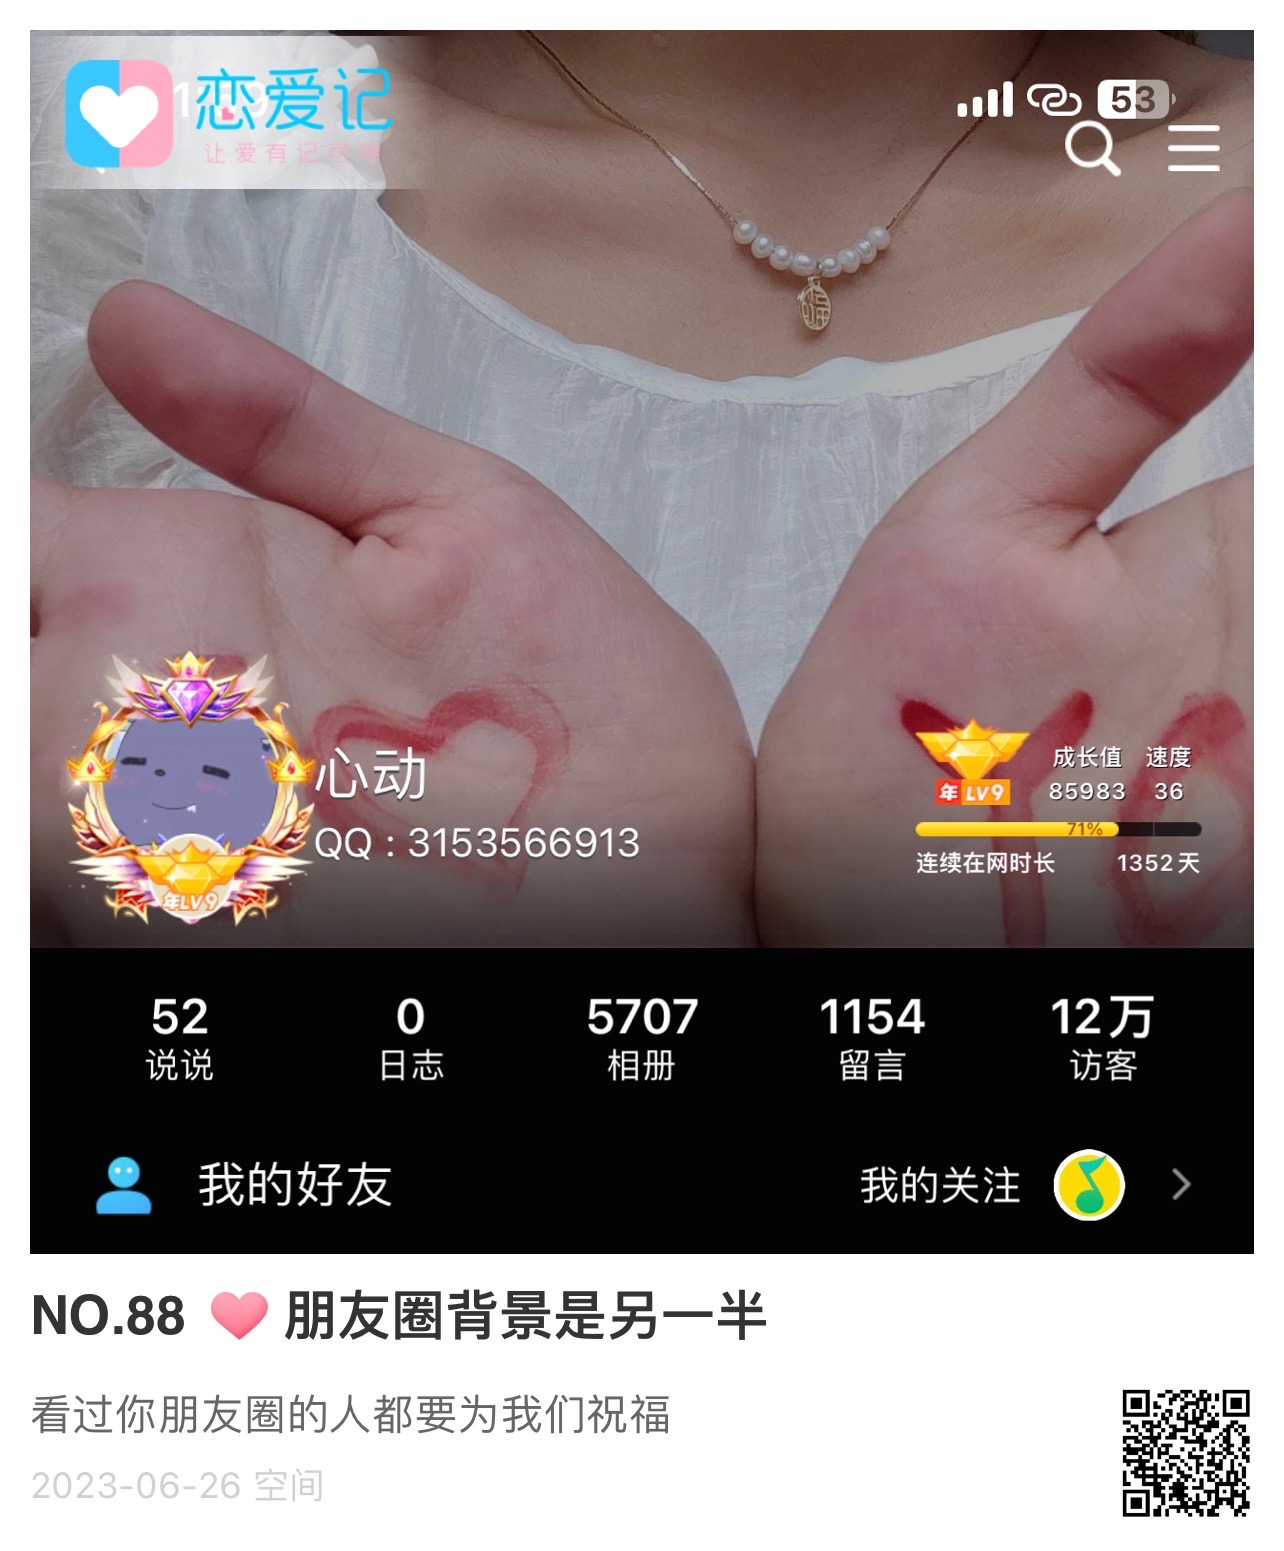 恋爱记
让爱有记可寻
53
心动
QQ：3153566913
年LV9
年 LV9
成长值 速度
85983 36
71%
连续在网时长 1352天
52 0 5707 1154 12万
说说 日志 相册 留言 访客
我的好友 我的关注
NO.88 ❤ 朋友圈背景是另一半
看过你朋友圈的人都要为我们祝福
2023-06-26 空间